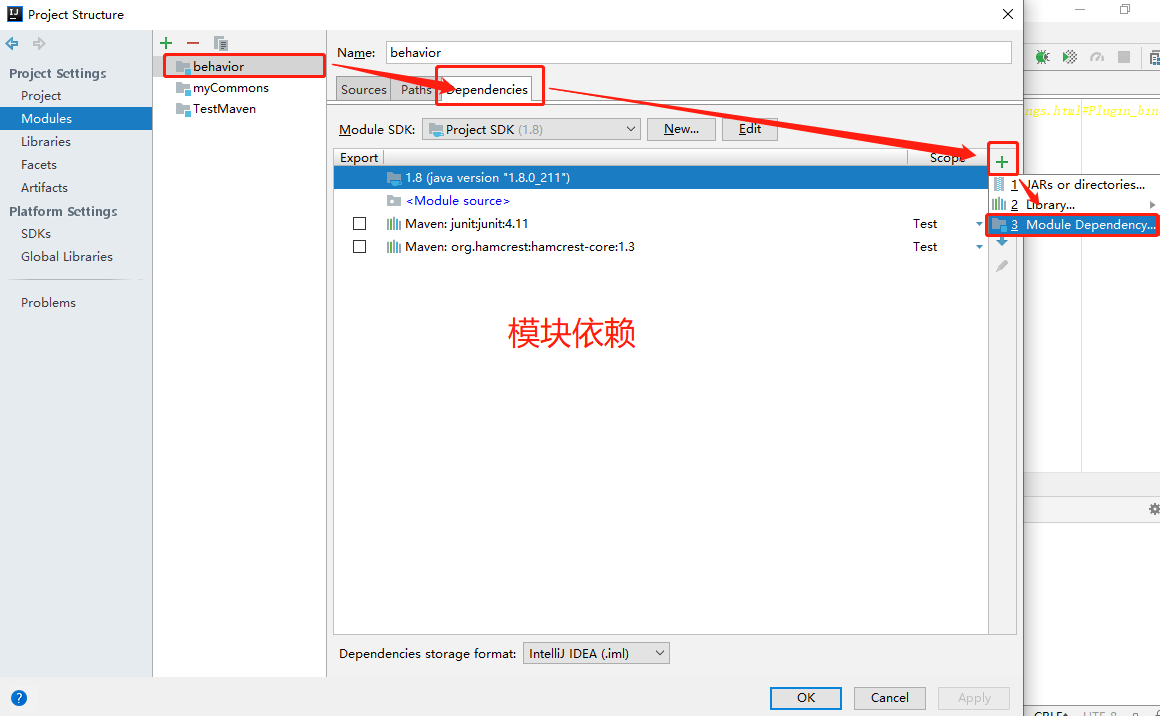 Project Structure
Project Settings
Project
Modules
Libraries
Facets
Artifacts
Platform Settings
SDKs
Global Libraries
Problems
behavior
myCommons
TestMaven
Name: behavior
Sources Paths Dependencies
Module SDK: Project SDK (1.8) New... Edit
Export Scope
1.8 (java version "1.8.0_211")
<Module source>
Maven: junit:junit:4.11 Test
Maven: org.hamcrest:hamcrest-core:1.3 Test
模块依赖
1 JARs or directories...
2 Library...
3 Module Dependency...
Dependencies storage format: IntelliJ IDEA (.iml)
OK Cancel Apply
ngs.html#Plugin_bin